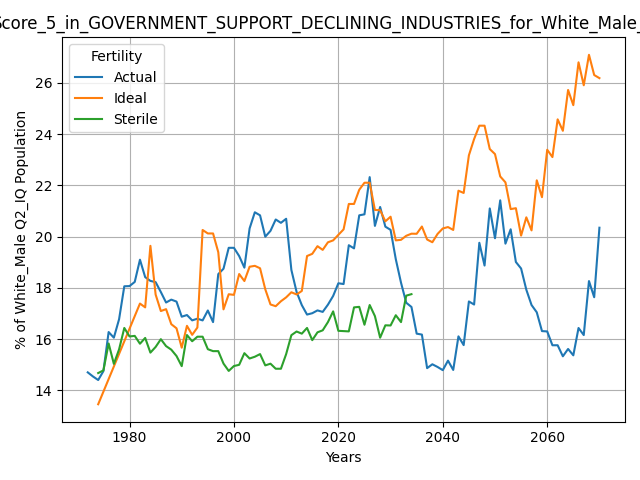 Score_5_in_GOVERNMENT_SUPPORT_DECLINING_INDUSTRIES_for_White_Male_
Fertility
Actual
Ideal
Sterile
% of White_Male Q2_IQ Population
26
24
22
20
18
16
14
1980
2000
2020
2040
2060
Years